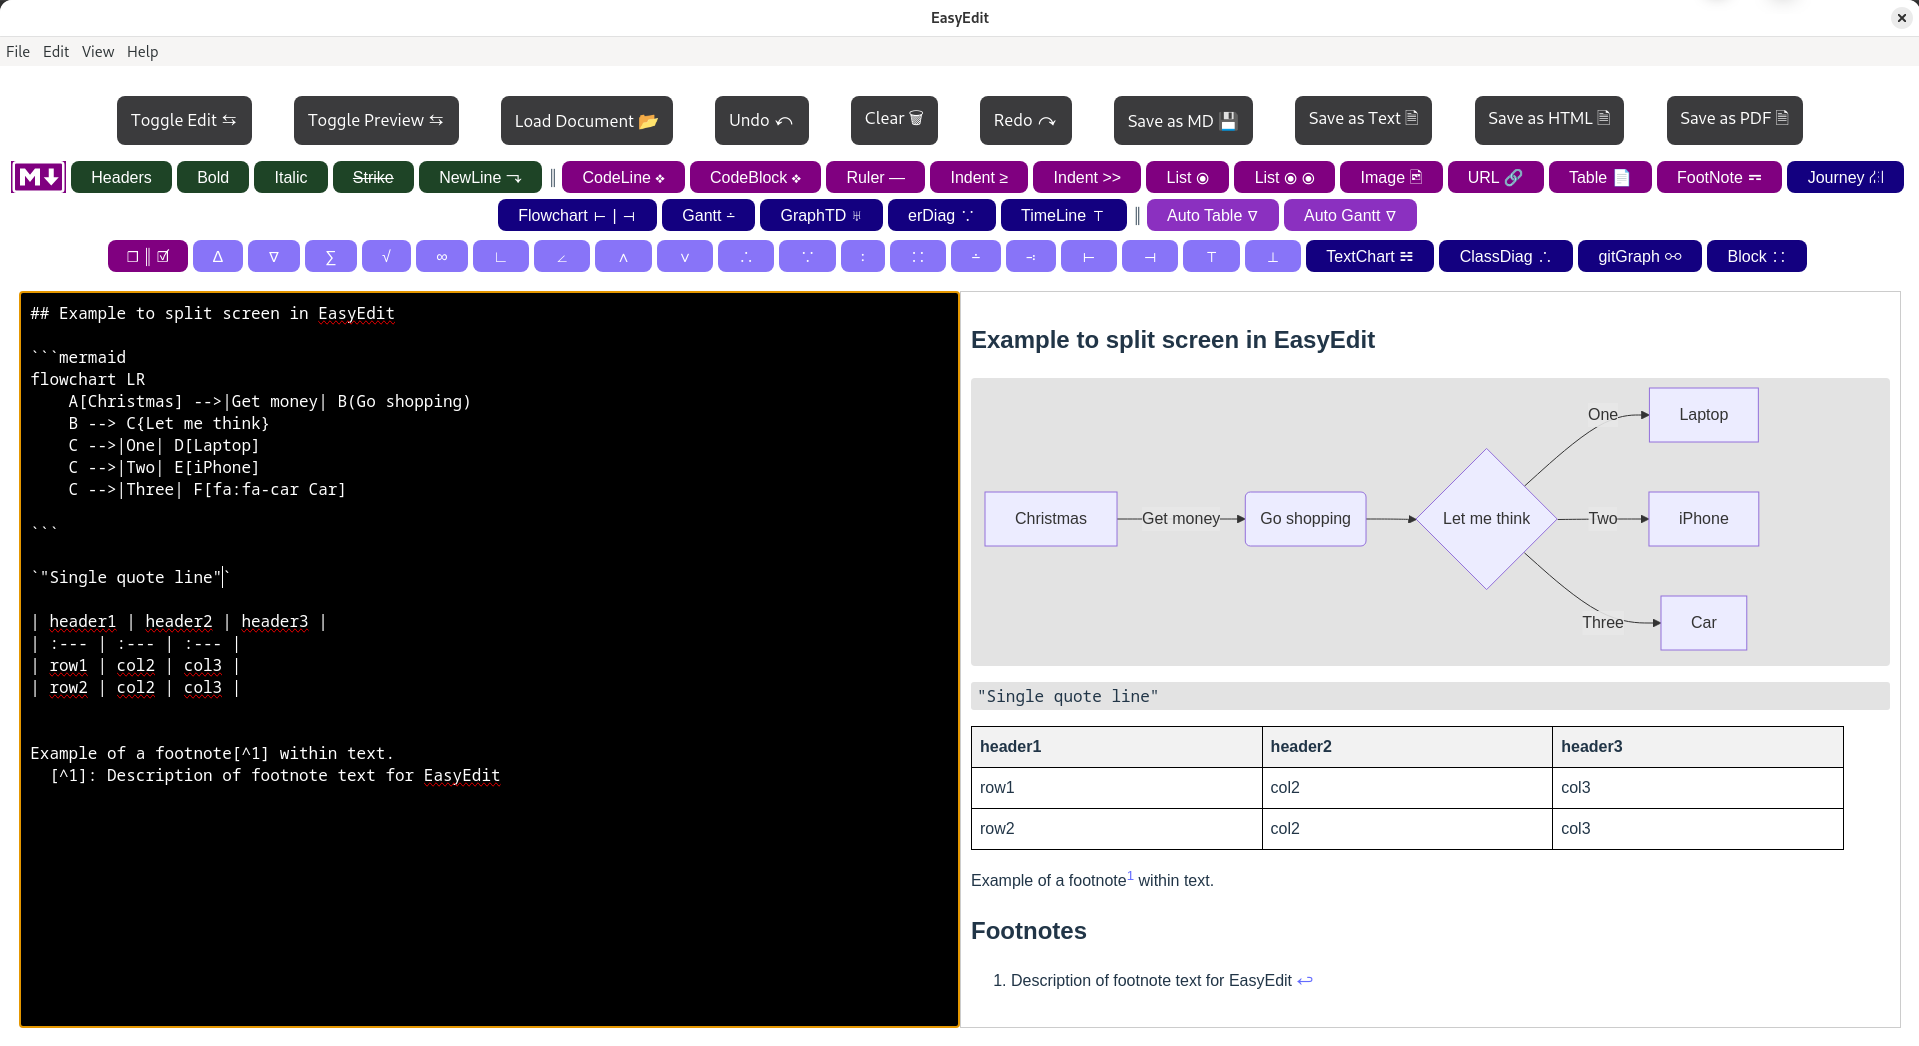 EasyEdit
File Edit View Help
Toggle Edit ⇆ Toggle Preview ⇆ Load Document 📂 Undo ↶ Clear 🗑 Redo ↷ Save as MD 💾 Save as Text 🗎 Save as HTML 🗎 Save as PDF 🗎
M↓ Headers Bold Italic Strike NewLine ⤵ ‖ CodeLine ❖ CodeBlock ❖ Ruler — Indent ≥ Indent >> List ◉ List ◉ ◉ Image 🖻 URL 🔗 Table 📄 FootNote ⩎ Journey ⛙
Flowchart ⊢ | ⊣ Gantt ∸ GraphTD ♅ erDiag ∵ TimeLine ⊤ ‖ Auto Table ∇ Auto Gantt ∇
☐ ‖ ☑ ∆ ∇ ∑ √ ∞ ∟ ∠ ∧ ∨ ∴ ∵ ∶ ∷ ∸ ∹ ⊢ ⊣ ⊤ ⊥ TextChart ☵ ClassDiag ∴ gitGraph ⚯ Block ∷
## Example to split screen in EasyEdit
```mermaid
flowchart LR
    A[Christmas] -->|Get money| B(Go shopping)
    B --> C{Let me think}
    C -->|One| D[Laptop]
    C -->|Two| E[iPhone]
    C -->|Three| F[fa:fa-car Car]
```
`"Single quote line"`
| header1 | header2 | header3 |
| :--- | :--- | :--- |
| row1 | col2 | col3 |
| row2 | col2 | col3 |
Example of a footnote[^1] within text.
  [^1]: Description of footnote text for EasyEdit
Example to split screen in EasyEdit
One Laptop
Christmas Get money Go shopping Let me think Two iPhone
Three Car
"Single quote line"
header1 header2 header3
row1 col2 col3
row2 col2 col3
Example of a footnote1 within text.
Footnotes
1. Description of footnote text for EasyEdit ↩